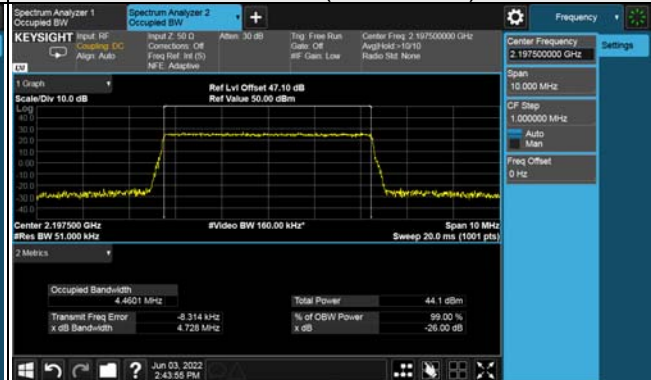 Spectrum Analyzer 1
Occupied BW
Spectrum Analyzer 2
Occupied BW
Frequency
KEYSIGHT
Input: RF
Coupling: DC
Align: Auto
Input Z: 50 Ω
Corrections: Off
Freq Ref: Int (S)
NFE: Adaptive
Atten: 30 dB
Trig: Free Run
Gate: Off
#IF Gain: Low
Center Freq: 2.197500000 GHz
Avg|Hold:>10/10
Radio Std: None
Center Frequency
2.197500000 GHz
Settings
Span
10.000 MHz
CF Step
1.000000 MHz
Auto
Man
Freq Offset
0 Hz
1 Graph
Scale/Div 10.0 dB
Ref Lvl Offset 47.10 dB
Ref Value 50.00 dBm
Log
40.0
30.0
20.0
10.0
0.00
-10.0
-20.0
-30.0
-40.0
Center 2.197500 GHz
#Res BW 51.000 kHz
#Video BW 160.00 kHz*
Span 10 MHz
Sweep 20.0 ms (1001 pts)
2 Metrics
Occupied Bandwidth
4.4601 MHz
Total Power 44.1 dBm
Transmit Freq Error -8.314 kHz
% of OBW Power 99.00 %
x dB Bandwidth 4.728 MHz
x dB -26.00 dB
Jun 03, 2022
2:43:55 PM